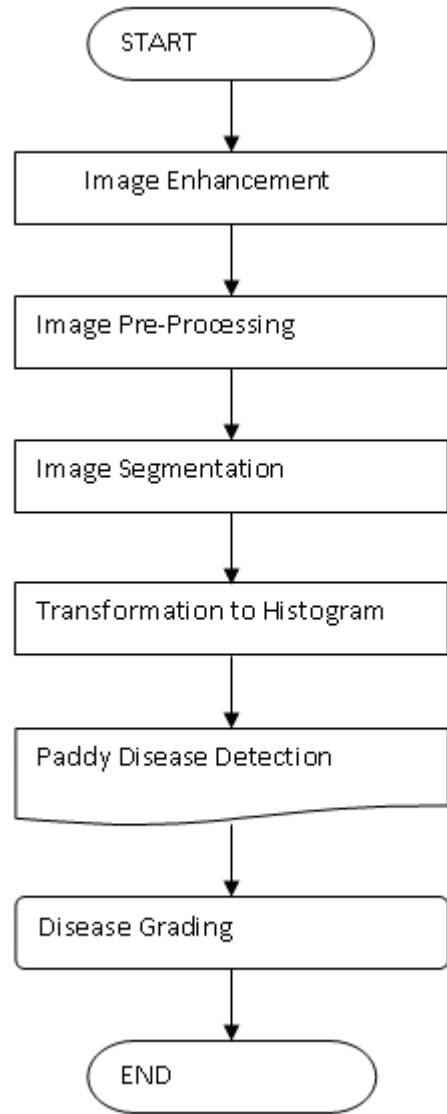 START
Image Enhancement
Image Pre-Processing
Image Segmentation
Transformation to Histogram
Paddy Disease Detection
Disease Grading
END